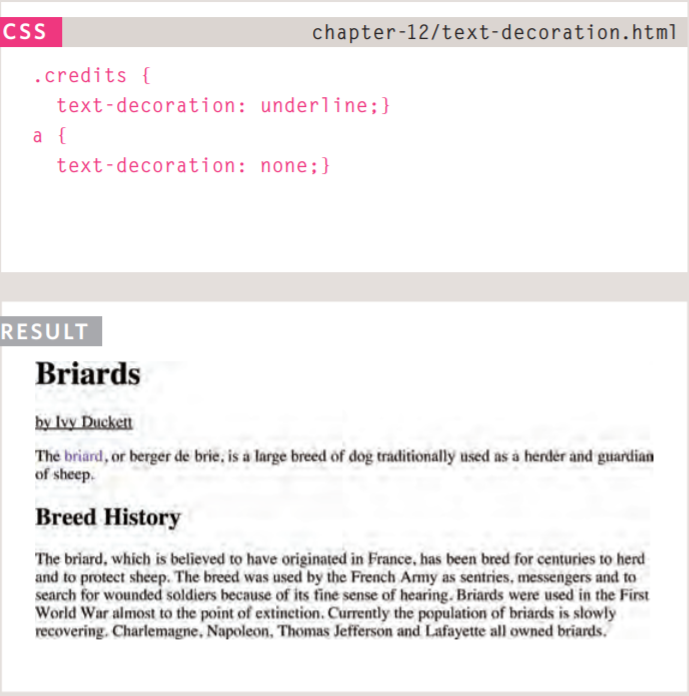 CSS
chapter-12/text-decoration.html
.credits {
text-decoration: underline;}
a {
text-decoration: none;}
RESULT
Briards
by Ivy Duckett
The briard, or berger de brie, is a large breed of dog traditionally used as a herder and guardian
of sheep.
Breed History
The briard, which is believed to have originated in France, has been bred for centuries to herd
and to protect sheep. The breed was used by the French Army as sentries, messengers and to
search for wounded soldiers because of its fine sense of hearing. Briards were used in the First
World War almost to the point of extinction. Currently the population of briards is slowly
recovering. Charlemagne, Napoleon, Thomas Jefferson and Lafayette all owned briards.